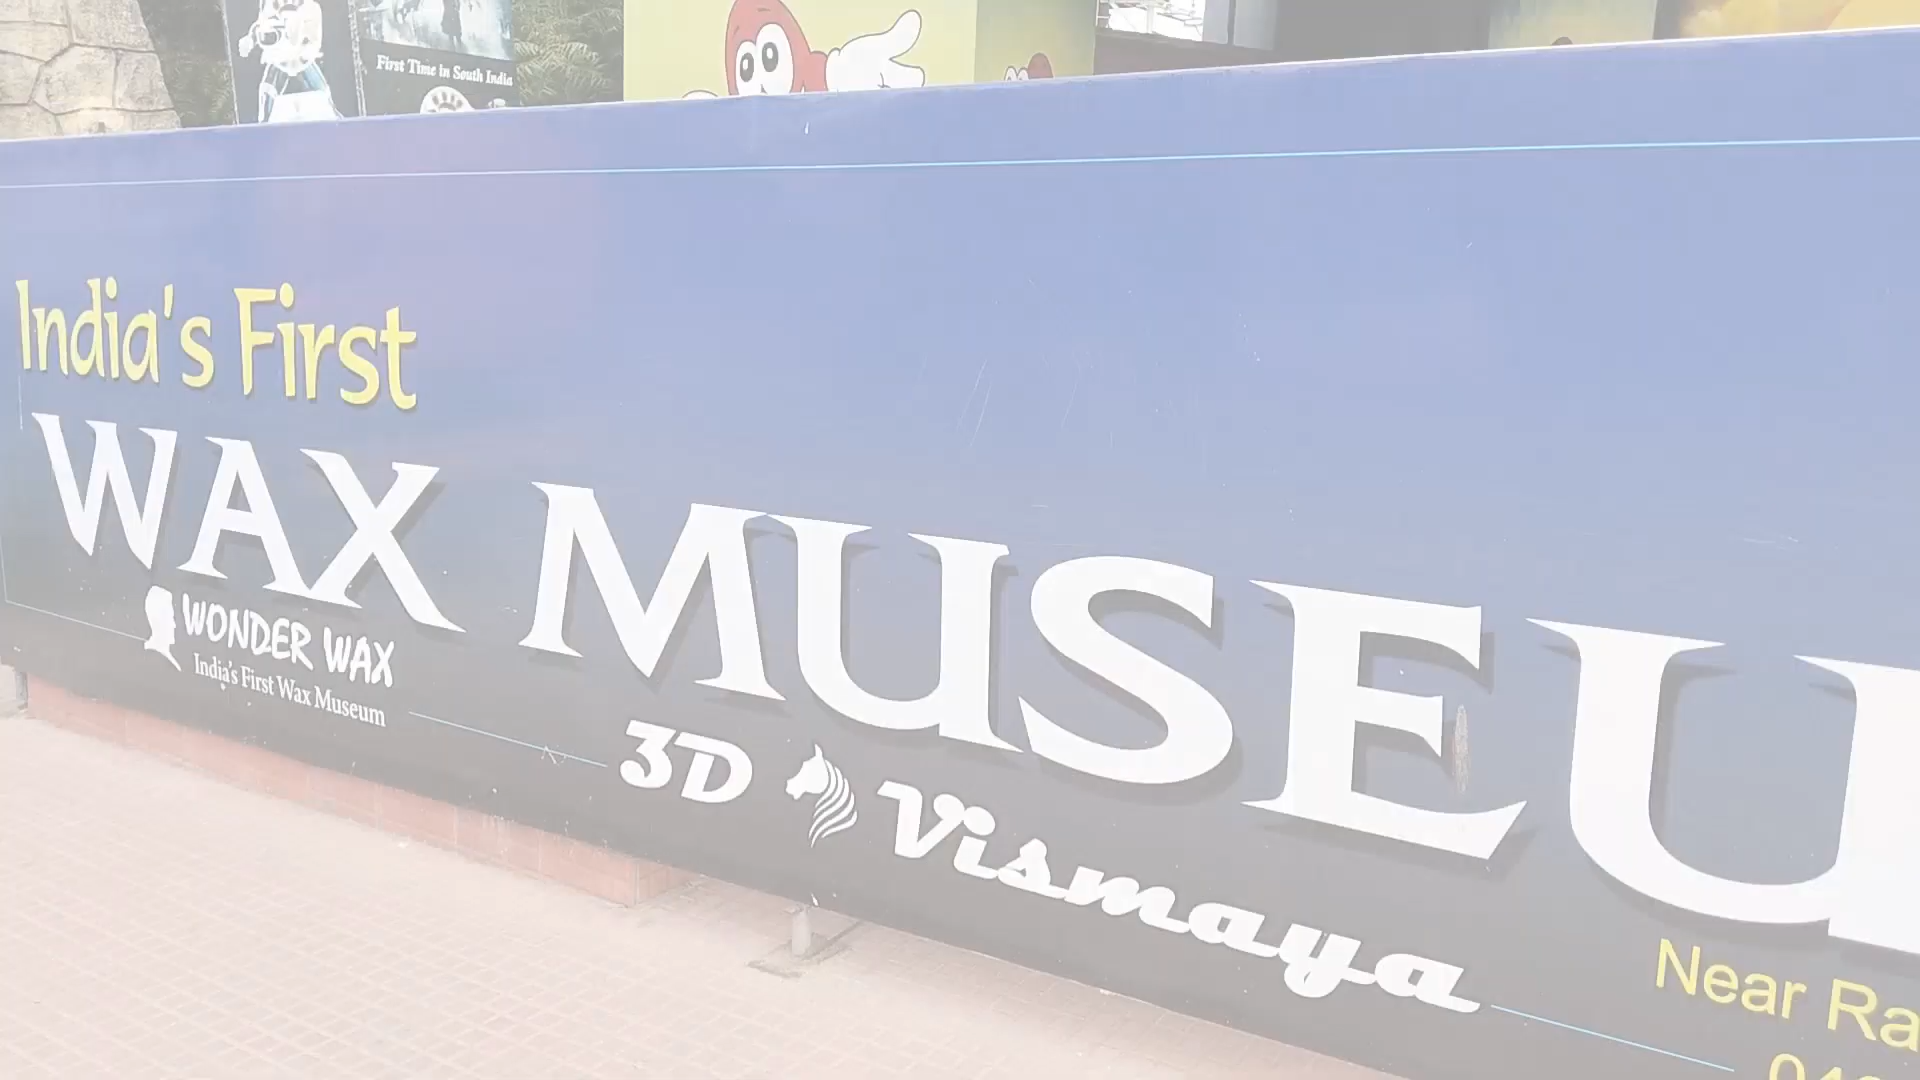 First Time in South India
India's First
WAX MUSEU
WONDER WAX
India's First Wax Museum
3D Vismaya
Near Ra